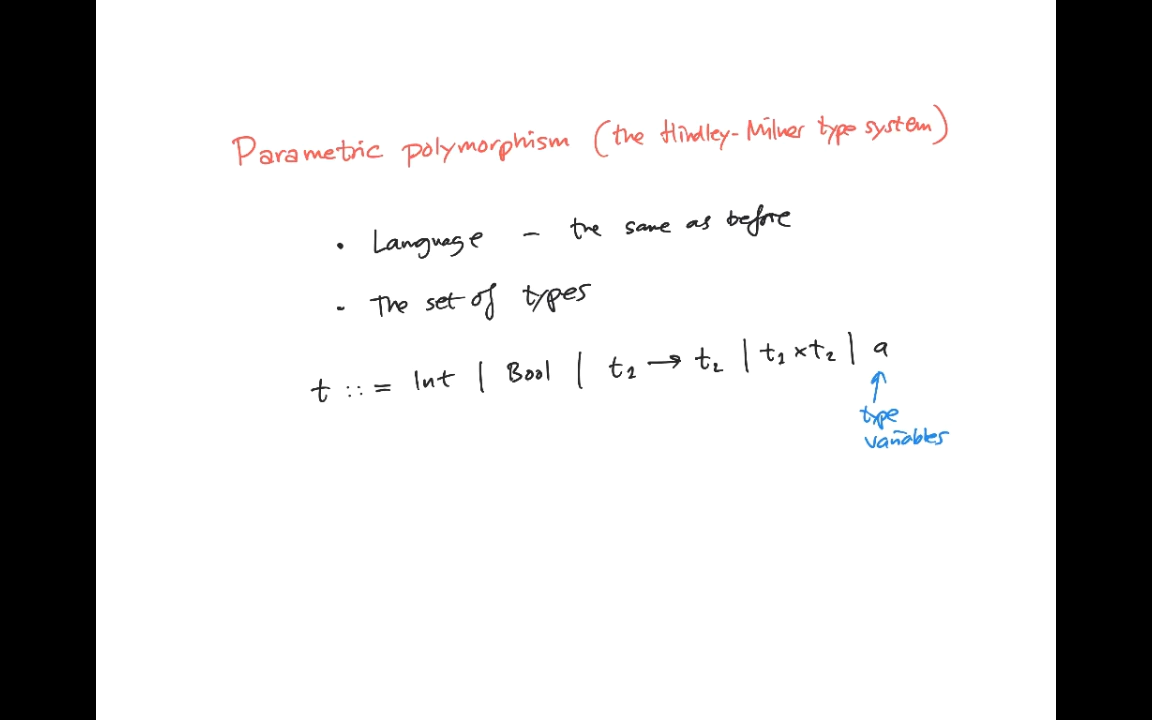 Parametric polymorphism (the Hindley-Milner type system)
• Language – the same as before
- The set of types
t ::= Int | Bool | t₁ → t₂ | t₁ × t₂ | a
↑
type
variables